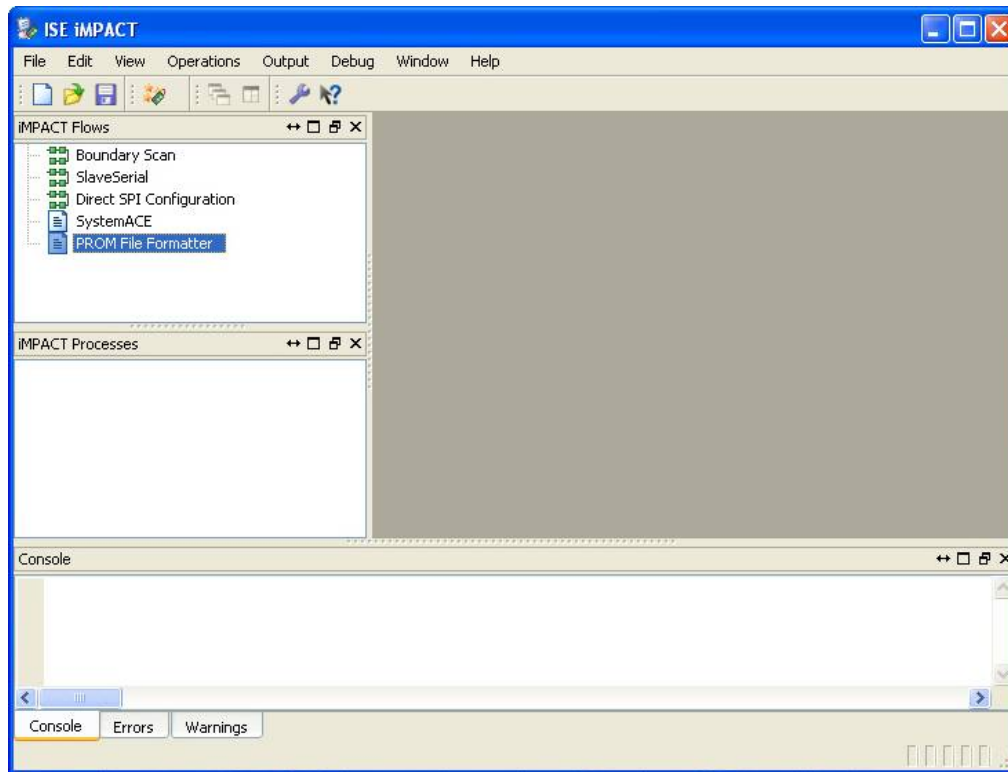 ISE iMPACT
File Edit View Operations Output Debug Window Help
iMPACT Flows
Boundary Scan
SlaveSerial
Direct SPI Configuration
SystemACE
PROM File Formatter
iMPACT Processes
Console
Console Errors Warnings